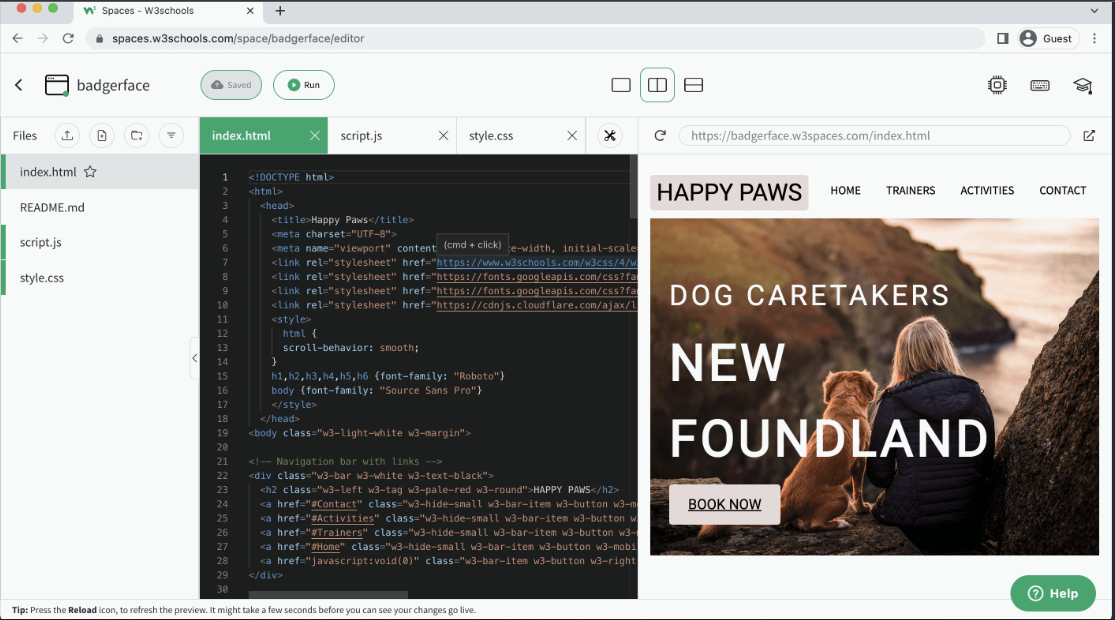 Spaces - W3schools
spaces.w3schools.com/space/badgerface/editor
Guest
badgerface
Saved
Run
Files
index.html
README.md
script.js
style.css
index.html
script.js
style.css
1 <!DOCTYPE html>
2 <html>
3 <head>
4 <title>Happy Paws</title>
5 <meta charset="UTF-8">
6 <meta name="viewport" content ce-width, initial-scale=
(cmd + click)
7 <link rel="stylesheet" href="https://www.w3schools.com/w3css/4/w
8 <link rel="stylesheet" href="https://fonts.googleapis.com/css?fa
9 <link rel="stylesheet" href="https://fonts.googleapis.com/css?fa
10 <link rel="stylesheet" href="https://cdnjs.cloudflare.com/ajax/l
11 <style>
12 html {
13 scroll-behavior: smooth;
14 }
15 h1,h2,h3,h4,h5,h6 {font-family: "Roboto"}
16 body {font-family: "Source Sans Pro"}
17 </style>
18 </head>
19 <body class="w3-light-white w3-margin">
20
21 <!-- Navigation bar with links -->
22 <div class="w3-bar w3-white w3-text-black">
23 <h2 class="w3-left w3-tag w3-pale-red w3-round">HAPPY PAWS</h2>
24 <a href="#Contact" class="w3-hide-small w3-bar-item w3-button w3-mo
25 <a href="#Activities" class="w3-hide-small w3-bar-item w3-button w3
26 <a href="#Trainers" class="w3-hide-small w3-bar-item w3-button w3-m
27 <a href="#Home" class="w3-hide-small w3-bar-item w3-button w3-mobi
28 <a href="javascript:void(0)" class="w3-bar-item w3-button w3-right
29 </div>
30
https://badgerface.w3spaces.com/index.html
HAPPY PAWS
HOME
TRAINERS
ACTIVITIES
CONTACT
DOG CARETAKERS
NEW
FOUNDLAND
BOOK NOW
Help
Tip: Press the Reload icon, to refresh the preview. It might take a few seconds before you can see your changes go live.